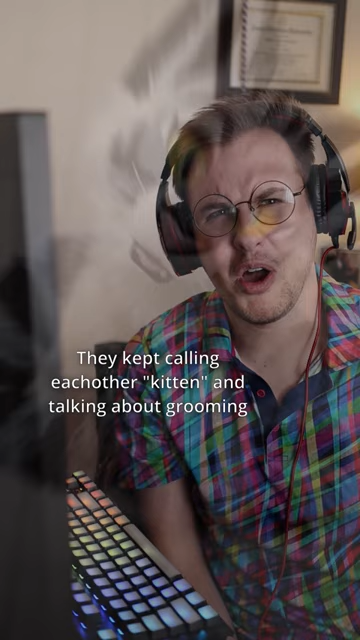 They kept calling
eachother "kitten" and
talking about grooming